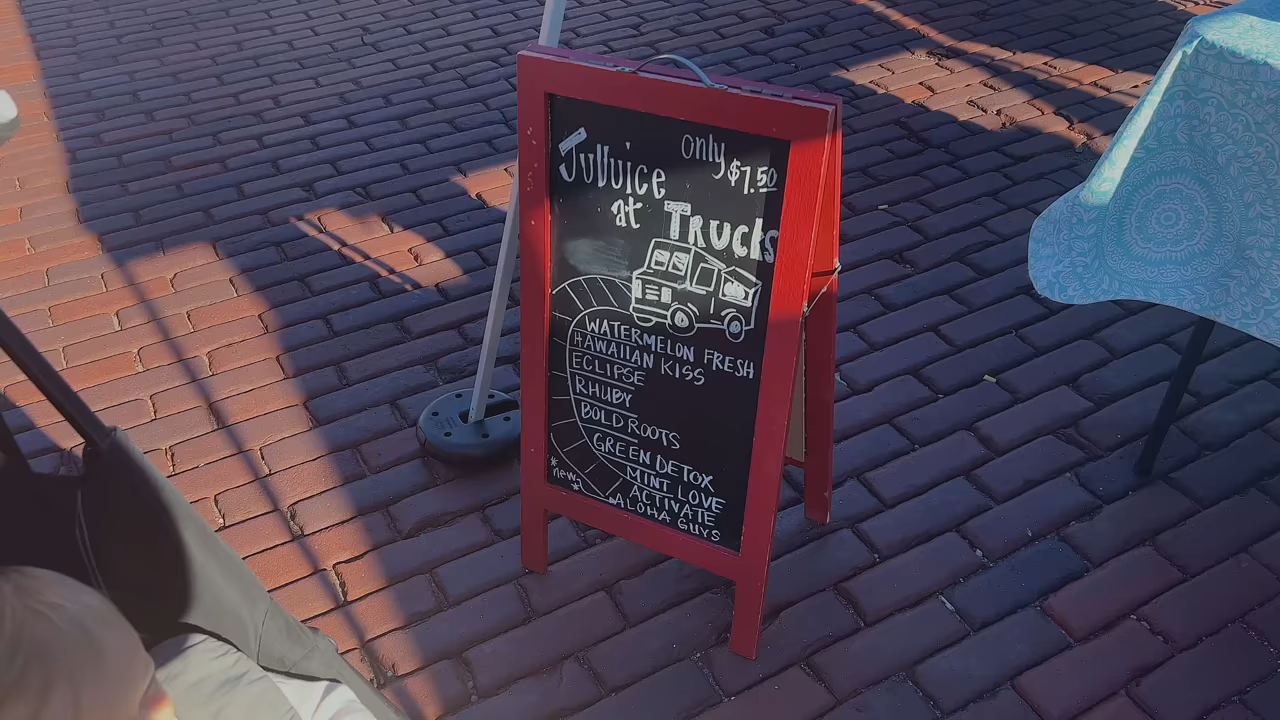 only
$7.50
JuVuice
at Trucks
WATERMELON FRESH
HAWAIIAN KISS
ECLIPSE
RHUBY
BOLD ROOTS
GREEN DETOX
MINT LOVE
ACTIVATE
*new* ALOHA GUYS